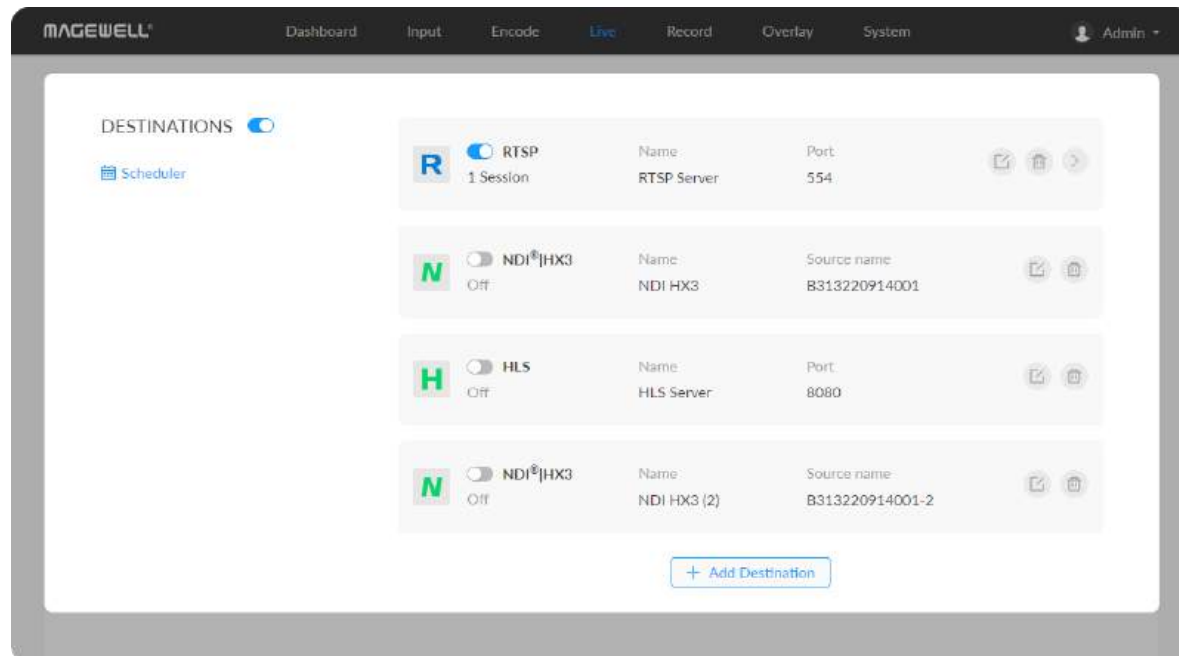 MAGEWELL® Dashboard Input Encode Live Record Overlay System Admin
DESTINATIONS
Scheduler
R RTSP Name Port
1 Session RTSP Server 554
N NDI®|HX3 Name Source name
Off NDI HX3 B313220914001
H HLS Name Port
Off HLS Server 8080
N NDI®|HX3 Name Source name
Off NDI HX3 (2) B313220914001-2
+ Add Destination